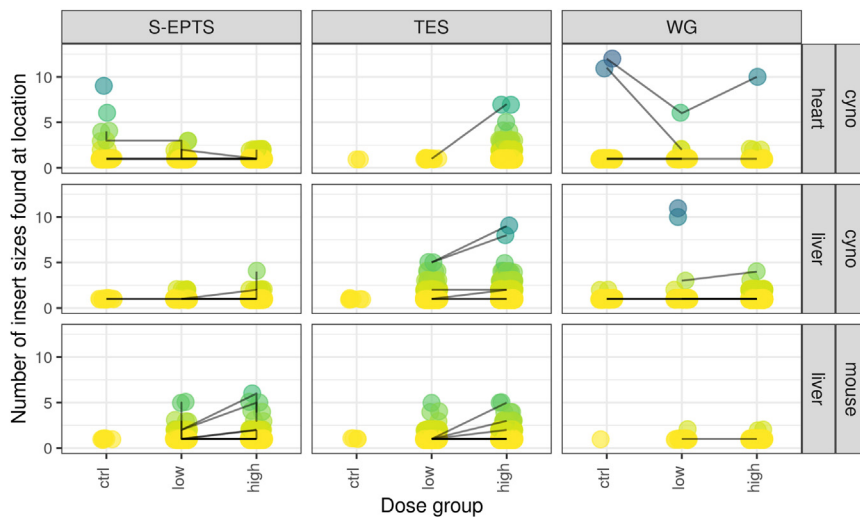 S-EPTS TES WG
Number of insert sizes found at location
10
5
0
heart cyno
10
5
0
liver cyno
10
5
0
liver mouse
ctrl low high ctrl low high ctrl low high
Dose group